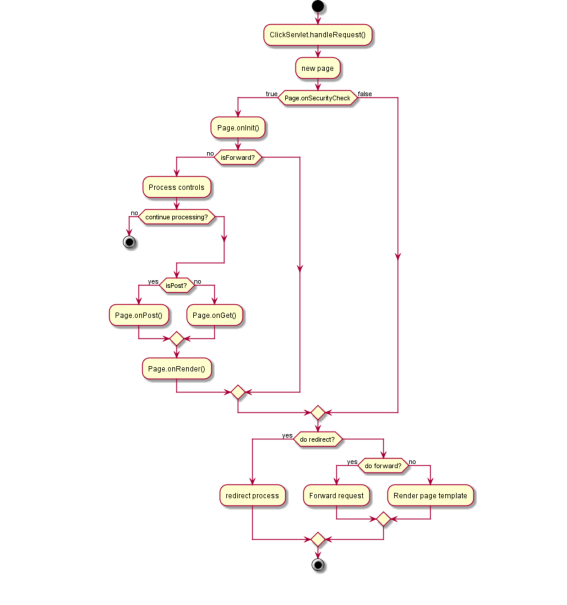 ClickServlet.handleRequest()
new page
true
Page.onSecurityCheck
false
Page.onInit()
no
isForward?
Process controls
no
continue processing?
yes
isPost?
no
Page.onPost()
Page.onGet()
Page.onRender()
yes
do redirect?
yes
do forward?
no
redirect process
Forward request
Render page template